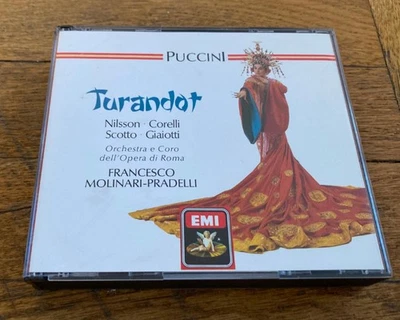 PUCCINI
Turandot
Nilsson · Corelli
Scotto · Giaiotti
Orchestra e Coro
dell'Opera di Roma
FRANCESCO
MOLINARI-PRADELLI
EMI